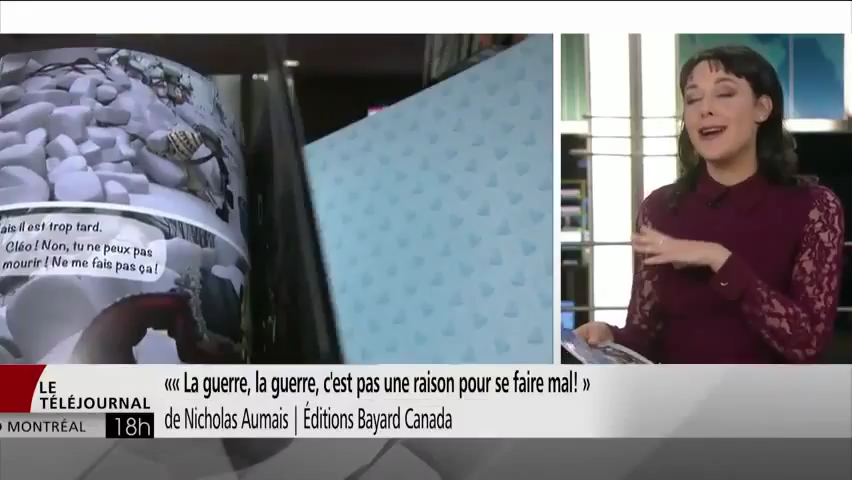 ais il est trop tard.
Cléo ! Non, tu ne peux pas
mourir ! Ne me fais pas ça !
LE
TÉLÉJOURNAL
MONTRÉAL
18h
«« La guerre, la guerre, c'est pas une raison pour se faire mal! »
de Nicholas Aumais | Éditions Bayard Canada